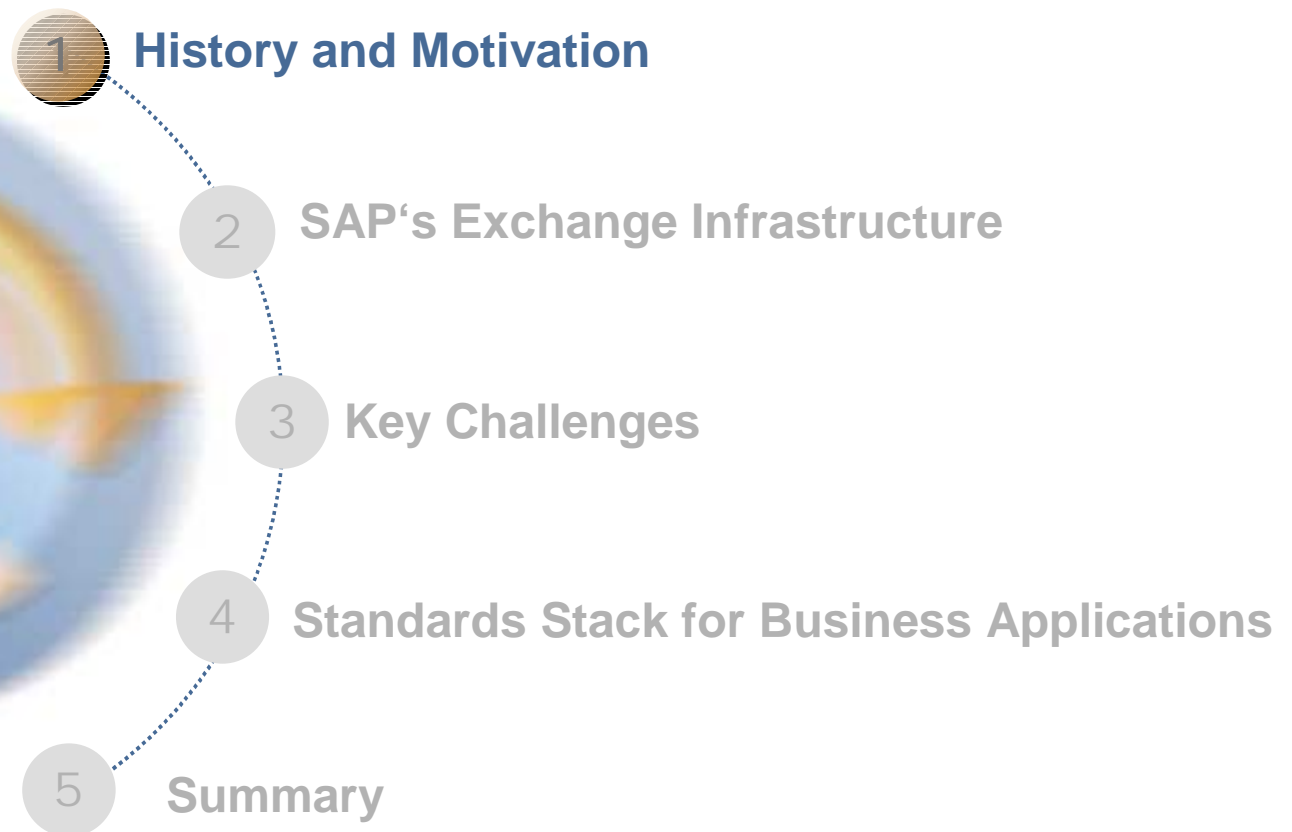 1 History and Motivation
2 SAP‘s Exchange Infrastructure
3 Key Challenges
4 Standards Stack for Business Applications
5 Summary